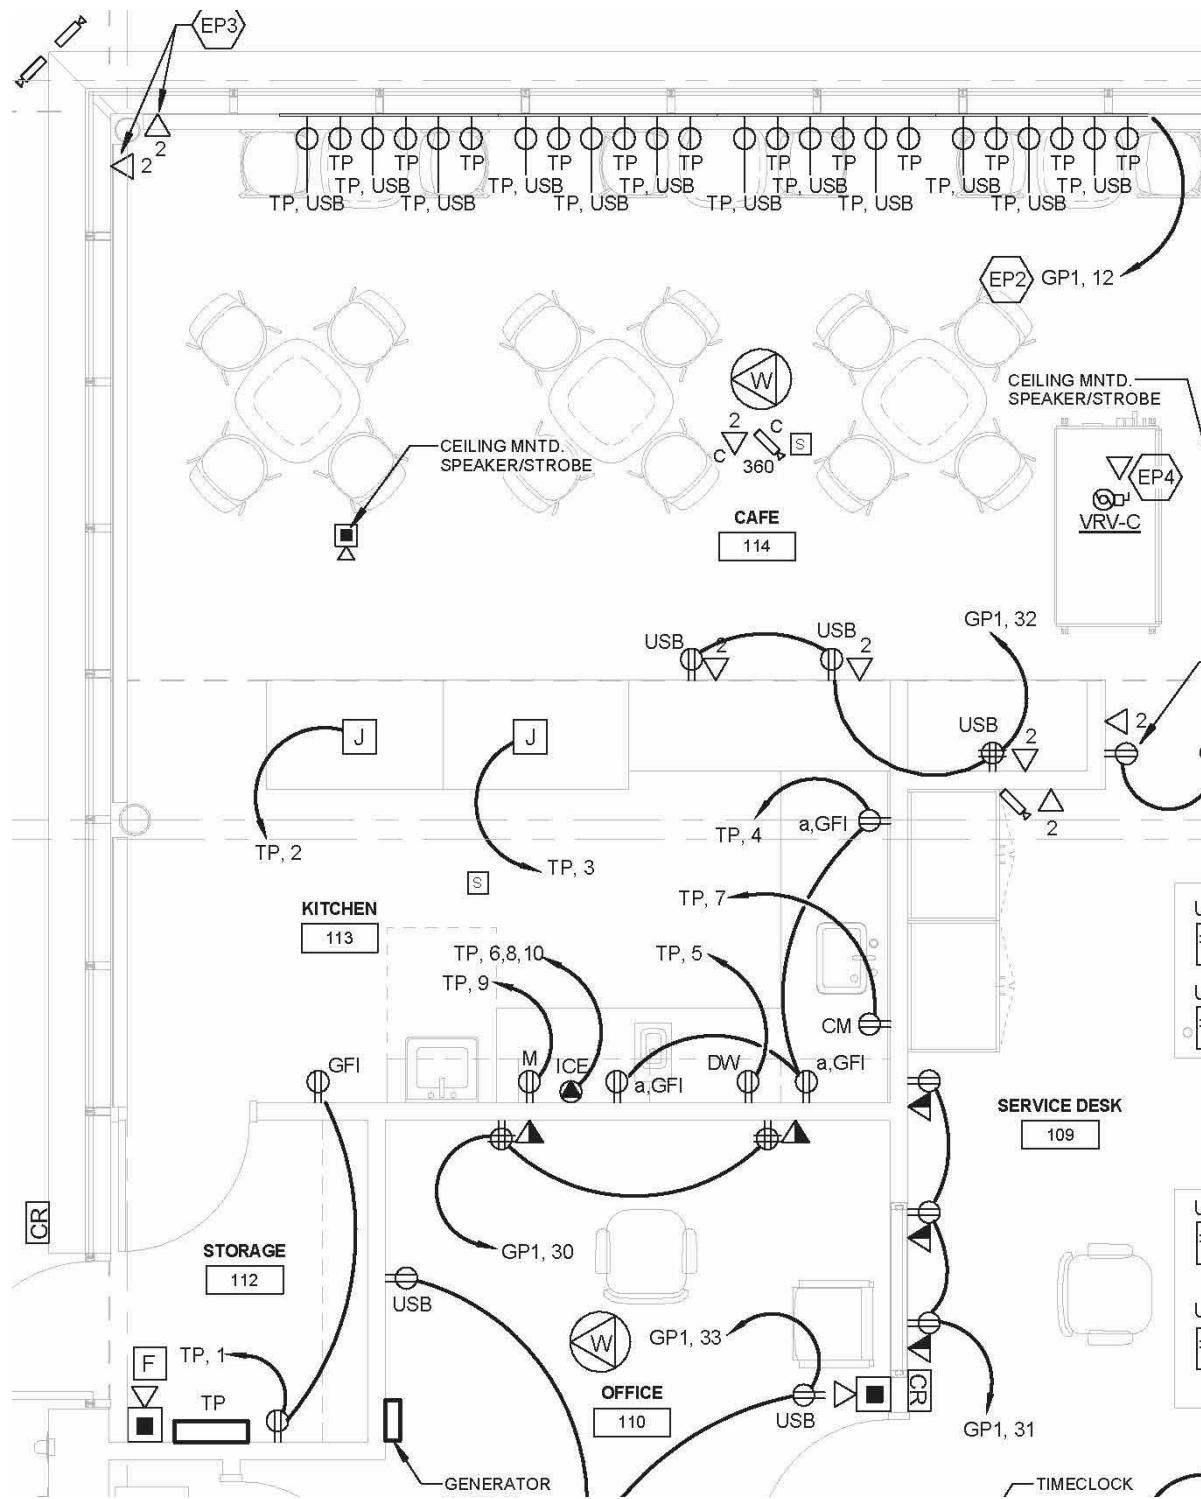 EP3
2
2
TP
TP
TP
TP
TP
TP
TP
TP
TP
TP
TP
TP
TP
TP, USB
TP, USB
TP, USB
TP, USB
TP, USB
TP, USB
TP, USB
TP, USB
TP, USB
TP, USB
TP, USB
TP, USB
TP, USB
EP2
GP1, 12
W
CEILING MNTD.
SPEAKER/STROBE
2
C
C
S
360
CEILING MNTD.
SPEAKER/STROBE
EP4
VRV-C
CAFE
114
USB
2
USB
2
GP1, 32
J
J
USB
2
2
TP, 4
a,GFI
2
TP, 2
TP, 3
S
KITCHEN
113
TP, 7
TP, 6,8,10
TP, 5
TP, 9
CM
GFI
M
ICE
a,GFI
DW
a,GFI
SERVICE DESK
109
CR
STORAGE
112
GP1, 30
USB
W
GP1, 33
F
TP, 1
TP
OFFICE
110
USB
CR
GP1, 31
GENERATOR
TIMECLOCK